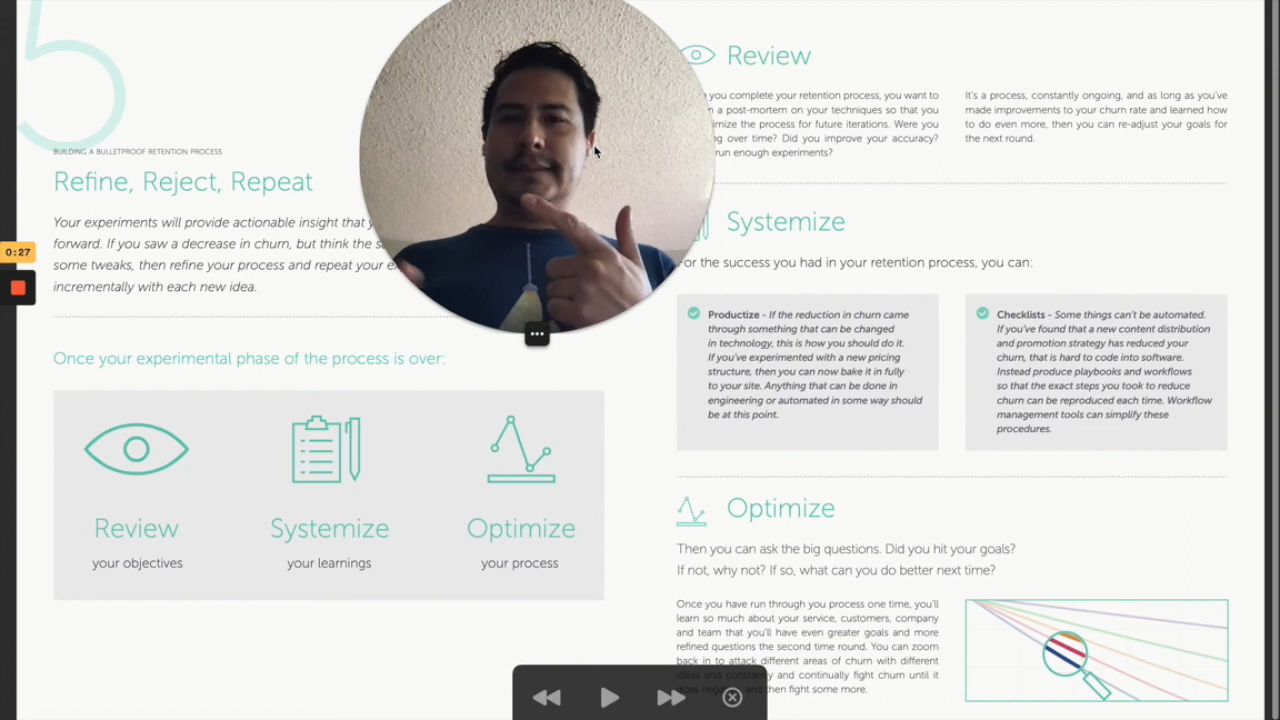 5
BUILDING A BULLETPROOF RETENTION PROCESS
Refine, Reject, Repeat
Your experiments will provide actionable insight that
forward. If you saw a decrease in churn, but think the
some tweaks, then refine your process and repeat your
incrementally with each new idea.
0:27
Once your experimental phase of the process is over:
Review
your objectives
Systemize
your learnings
Optimize
your process
Review
you complete your retention process, you want to
a post-mortem on your techniques so that you
the process for future iterations. Were you
over time? Did you improve your accuracy?
run enough experiments?
It's a process, constantly ongoing, and as long as you've
made improvements to your churn rate and learned how
to do even more, then you can re-adjust your goals for
the next round.
Systemize
For the success you had in your retention process, you can:
Productize - If the reduction in churn came
through something that can be changed
in technology, this is how you should do it.
If you've experimented with a new pricing
structure, then you can now bake it in fully
to your site. Anything that can be done in
engineering or automated in some way should
be at this point.
Checklists - Some things can't be automated.
If you've found that a new content distribution
and promotion strategy has reduced your
churn, that is hard to code into software.
Instead produce playbooks and workflows
so that the exact steps you took to reduce
churn can be reproduced each time. Workflow
management tools can simplify these
procedures.
Optimize
Then you can ask the big questions. Did you hit your goals?
If not, why not? If so, what can you do better next time?
Once you have run through you process one time, you'll
learn so much about your service, customers, company
and team that you'll have even greater goals and more
refined questions the second time round. You can zoom
back in to attack different areas of churn with different
ideas and constantly and continually fight churn until it
goes then fight some more.